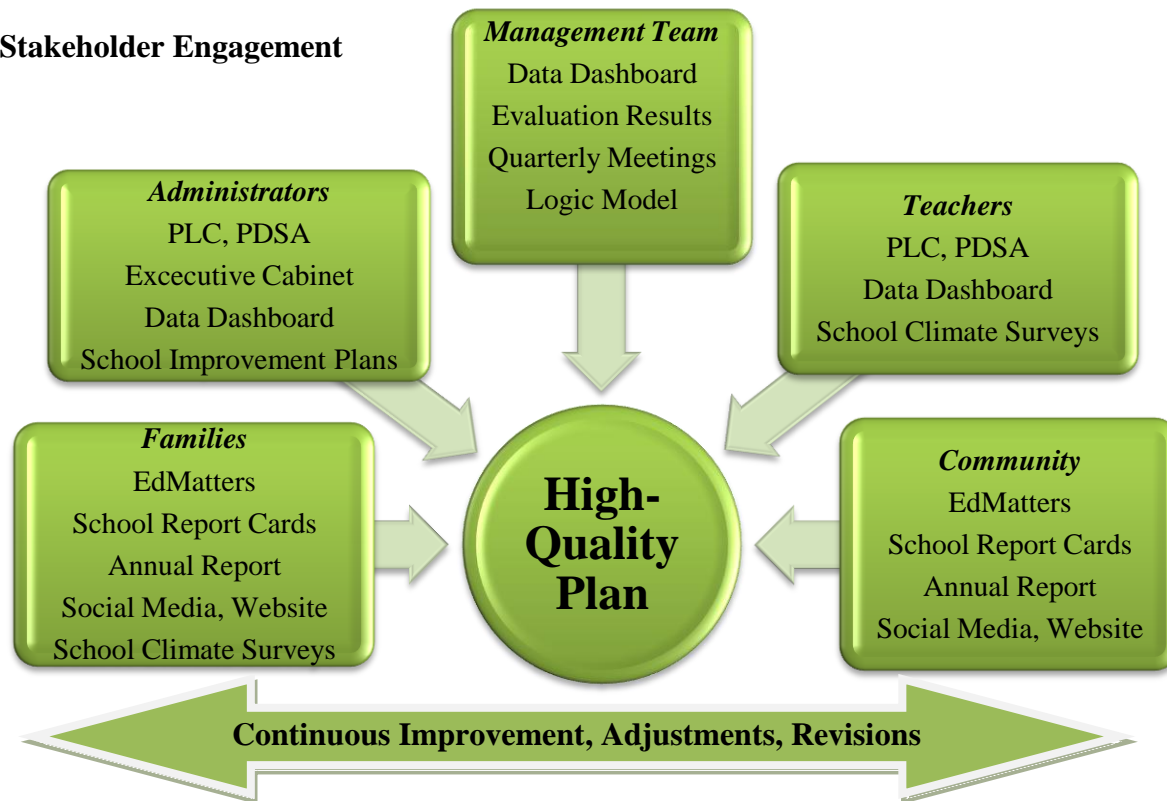 Stakeholder Engagement
Management Team
Data Dashboard
Evaluation Results
Quarterly Meetings
Logic Model
Administrators
PLC, PDSA
Excecutive Cabinet
Data Dashboard
School Improvement Plans
Teachers
PLC, PDSA
Data Dashboard
School Climate Surveys
Families
EdMatters
School Report Cards
Annual Report
Social Media, Website
School Climate Surveys
High-
Quality
Plan
Community
EdMatters
School Report Cards
Annual Report
Social Media, Website
Continuous Improvement, Adjustments, Revisions